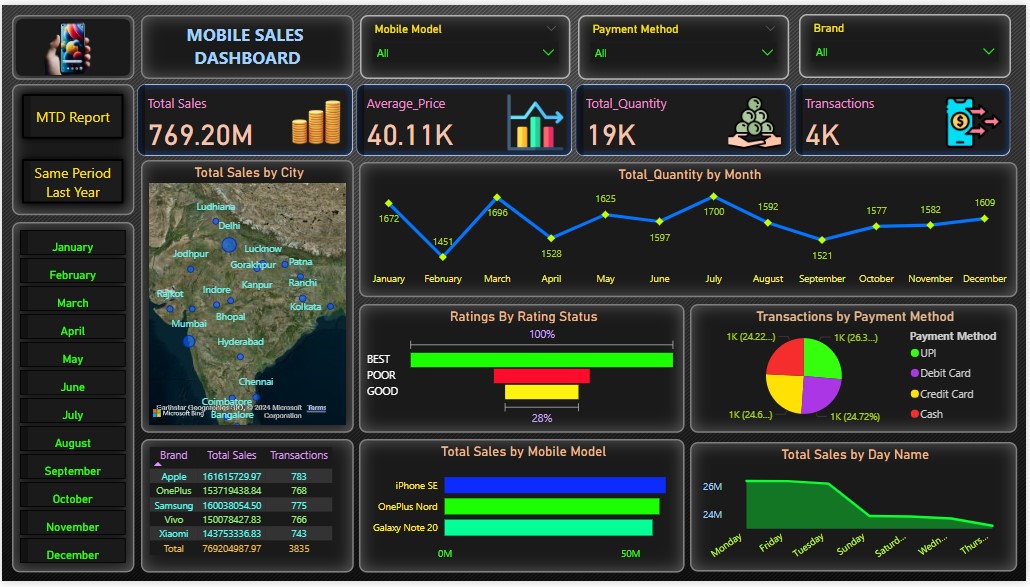 MOBILE SALES
DASHBOARD
Mobile Model
All
Payment Method
All
Brand
All
MTD Report
Same Period
Last Year
Total Sales
769.20M
Average_Price
40.11K
Total_Quantity
19K
Transactions
4K
January
February
March
April
May
June
July
August
September
October
November
December
Total Sales by City
Ludhiana
Delhi
Jodhpur
Lucknow
Gorakhpur
Patna
Rajkot
Indore
Kanpur
Ranchi
Bhopal
Kolkata
Mumbai
Hyderabad
Chennai
Coimbatore
Bangalore
Earthstar Geographics SIO, © 2024 Microsoft Corporation
Terms
Microsoft Bing
Total_Quantity by Month
1672
1451
1696
1528
1625
1597
1700
1592
1521
1577
1582
1609
January February March April May June July August September October November December
Ratings By Rating Status
100%
BEST
POOR
GOOD
28%
Transactions by Payment Method
1K (24.22...)
1K (26.3...)
1K (24.6...)
1K (24.72%)
Payment Method
UPI
Debit Card
Credit Card
Cash
Brand Total Sales Transactions
Apple 161615729.97 783
OnePlus 153719438.84 768
Samsung 160038054.50 775
Vivo 150078427.83 766
Xiaomi 143753336.83 743
Total 769204987.97 3835
Total Sales by Mobile Model
iPhone SE
OnePlus Nord
Galaxy Note 20
0M 50M
Total Sales by Day Name
26M
24M
Monday Friday Tuesday Sunday Saturd... Wedn... Thurs...